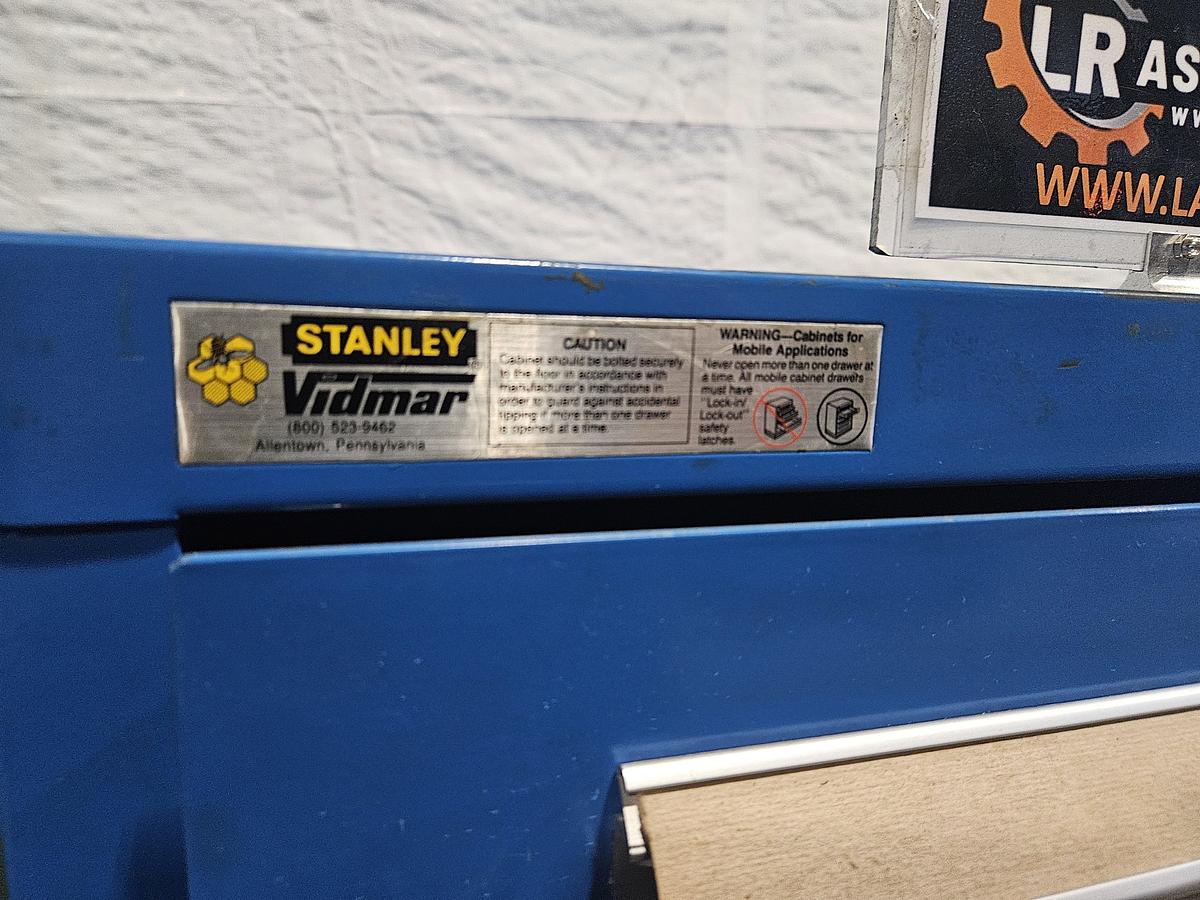 LR AS
WW
WWW.LA
STANLEY
Vidmar
(800) 523-9462
Allentown, Pennsylvania
CAUTION
Cabinet should be bolted securely
to the floor in accordance with
manufacturer's instructions in
order to guard against accidental
tipping if more than one drawer
is opened at a time.
WARNING—Cabinets for
Mobile Applications
Never open more than one drawer at
a time. All mobile cabinet drawers
must have
"Lock-in/
Lock-out"
safety
latches.